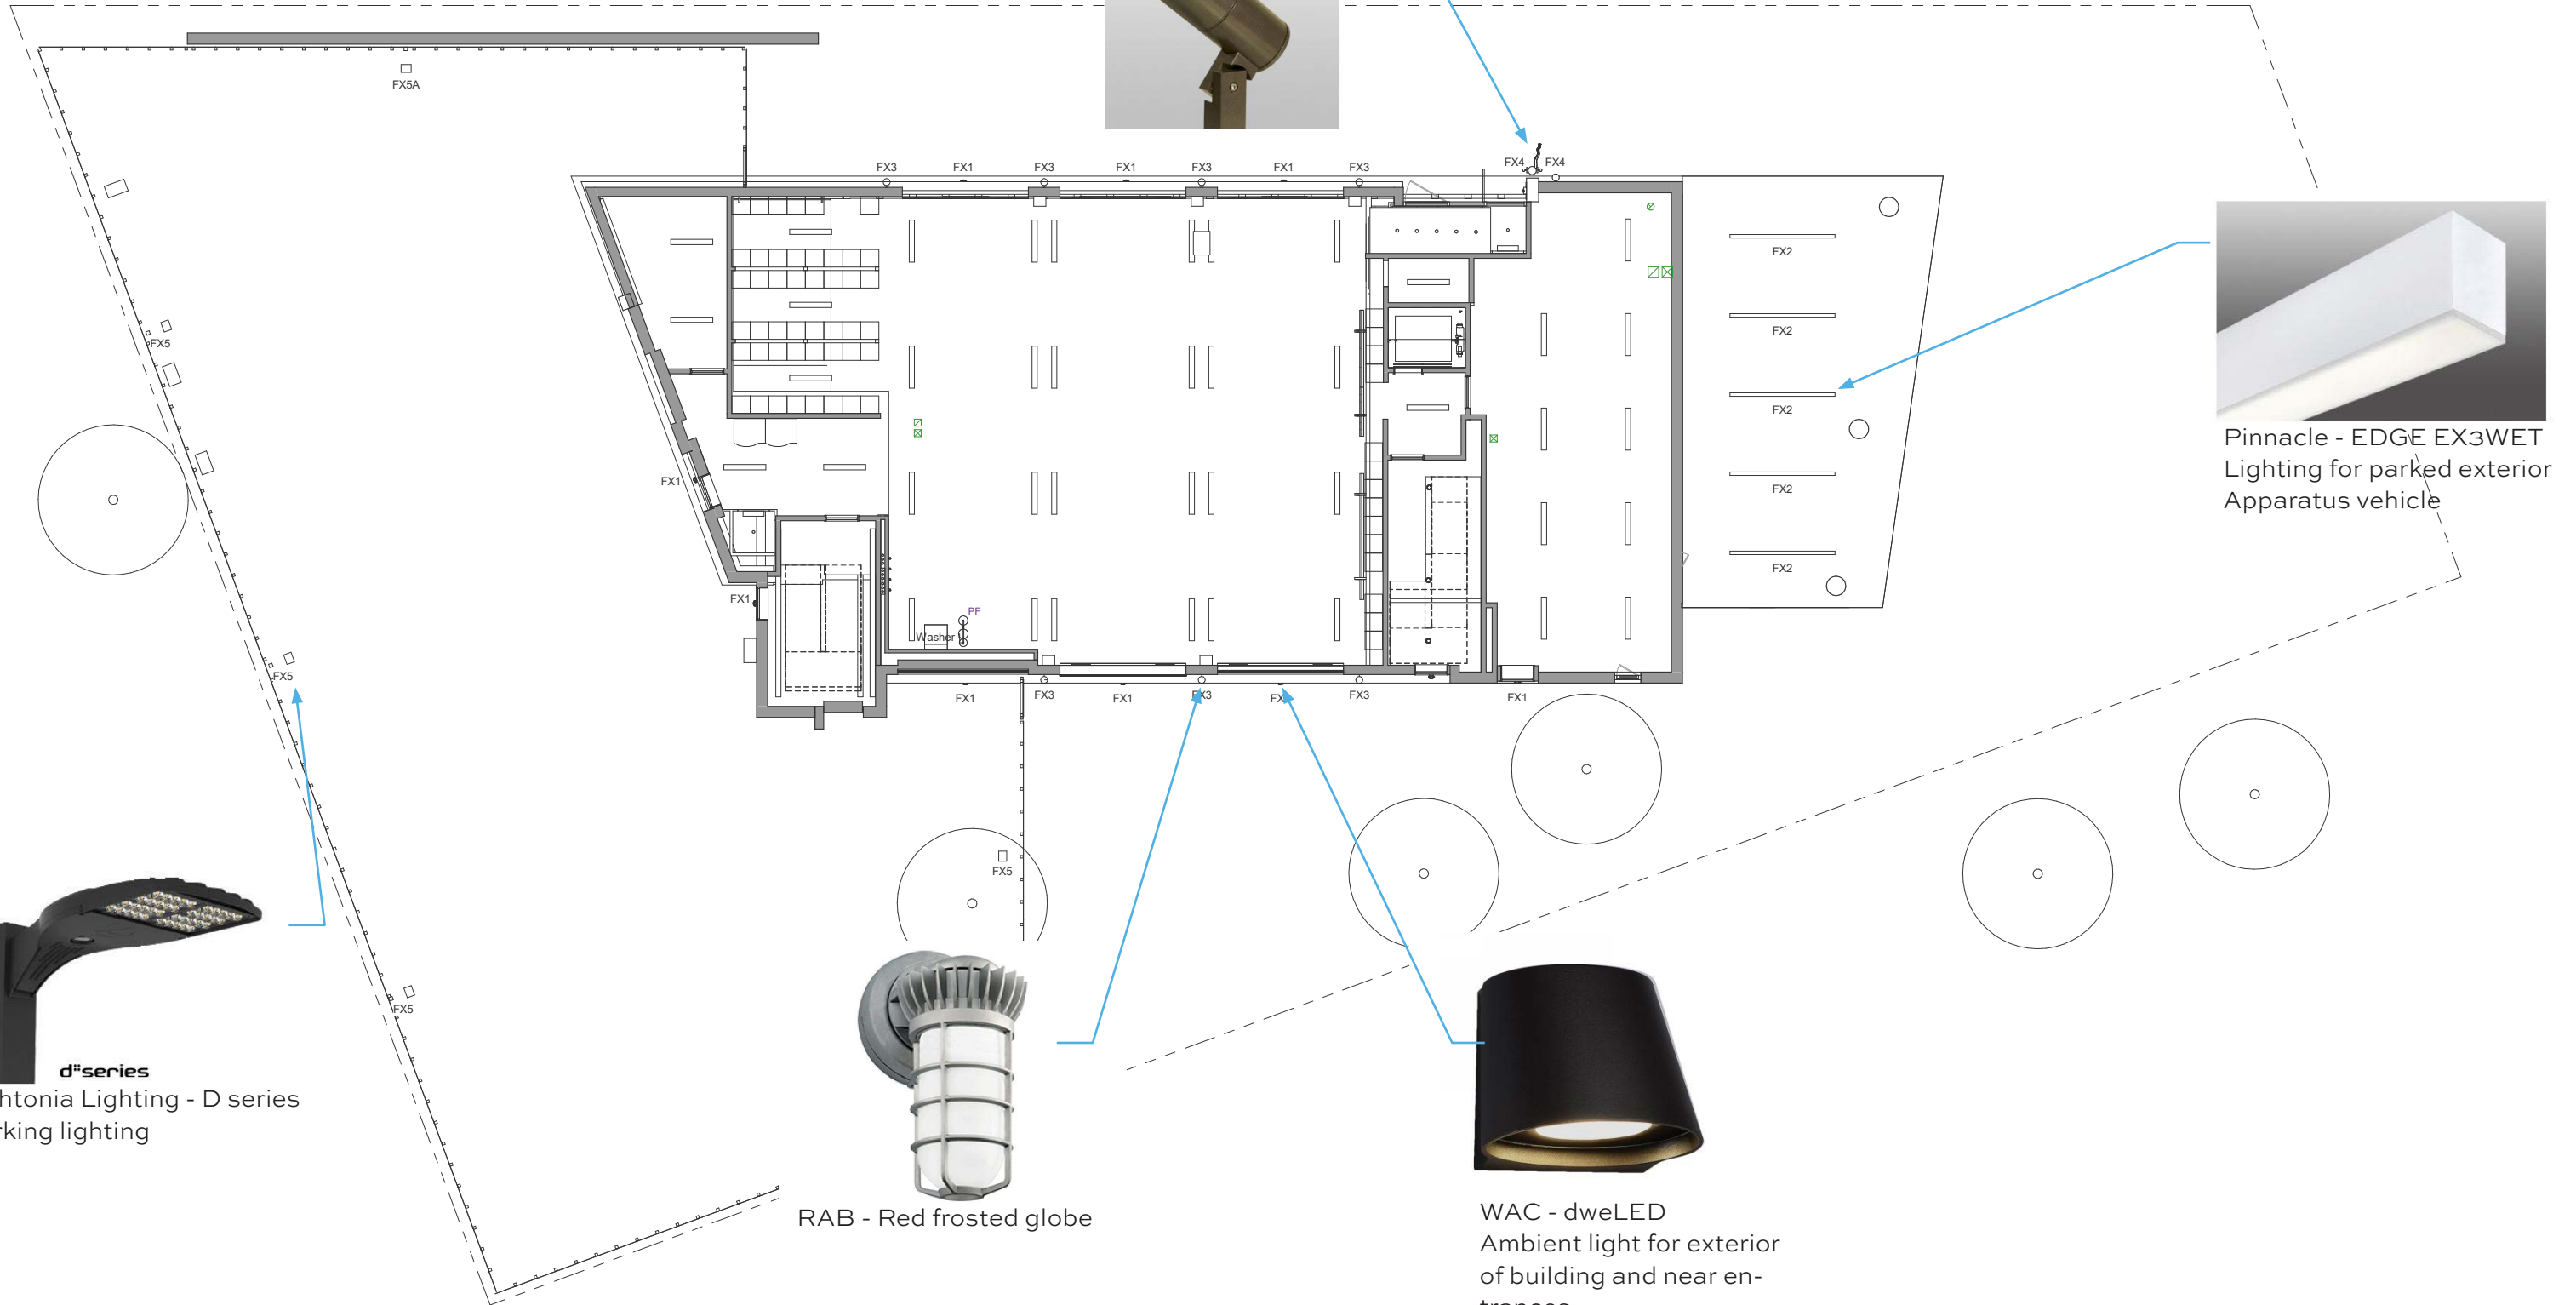 FX5A
FX3
FX1
FX3
FX1
FX3
FX1
FX3
FX4
FX4
FX2
FX2
FX2
FX2
FX2
Pinnacle - EDGE EX3WET
Lighting for parked exterior
Apparatus vehicle
FX5
FX1
FX1
PF
Washer
FX5
FX1
FX3
FX1
FX3
FX3
FX1
FX5
FX5
d"series
htonia Lighting - D series
rking lighting
RAB - Red frosted globe
WAC - dweLED
Ambient light for exterior
of building and near en-